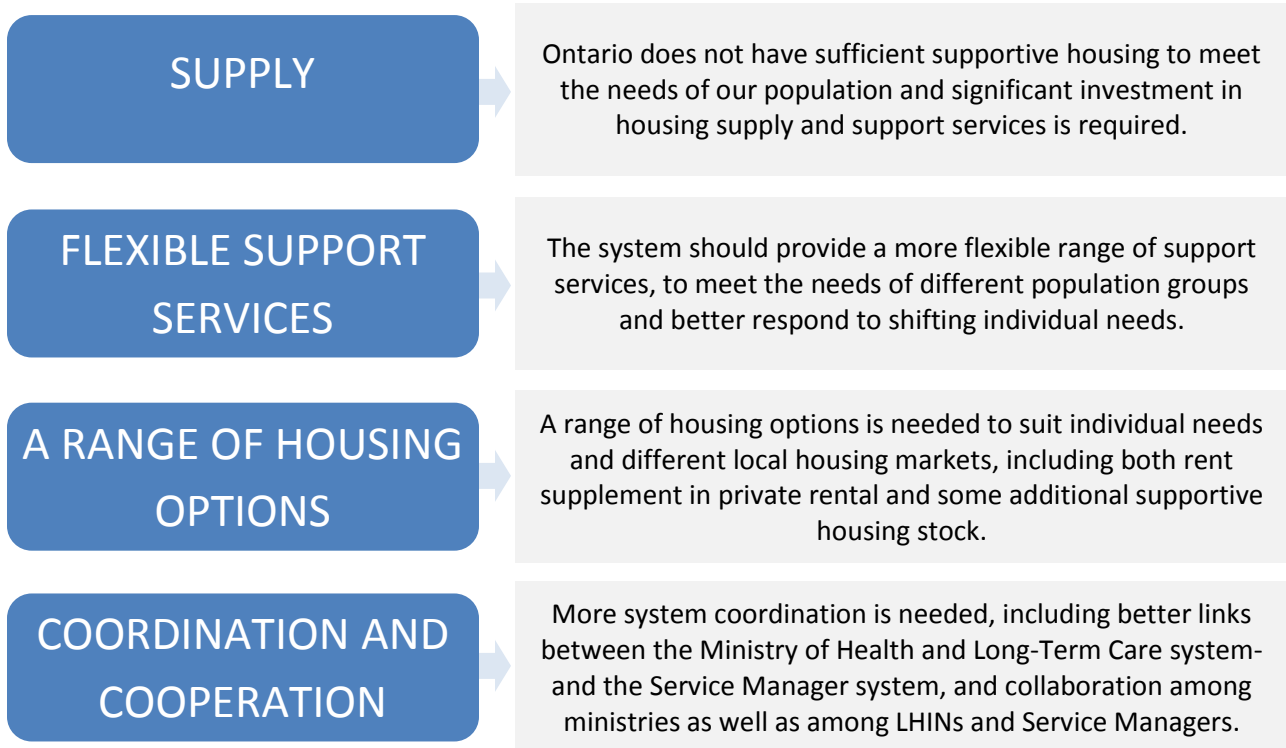 SUPPLY
Ontario does not have sufficient supportive housing to meet
the needs of our population and significant investment in
housing supply and support services is required.
FLEXIBLE SUPPORT
SERVICES
The system should provide a more flexible range of support
services, to meet the needs of different population groups
and better respond to shifting individual needs.
A RANGE OF HOUSING
OPTIONS
A range of housing options is needed to suit individual needs
and different local housing markets, including both rent
supplement in private rental and some additional supportive
housing stock.
COORDINATION AND
COOPERATION
More system coordination is needed, including better links
between the Ministry of Health and Long-Term Care system-
and the Service Manager system, and collaboration among
ministries as well as among LHINs and Service Managers.